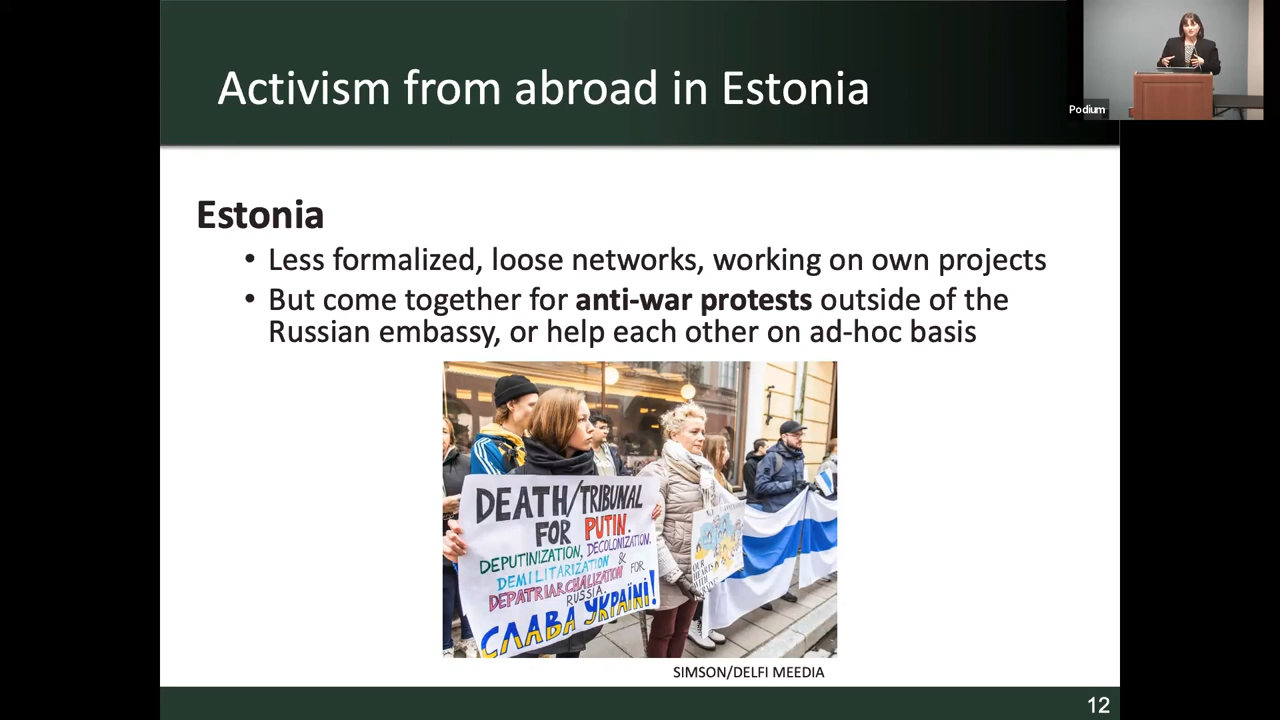 Activism from abroad in Estonia
Podium
Estonia
• Less formalized, loose networks, working on own projects
• But come together for anti-war protests outside of the
Russian embassy, or help each other on ad-hoc basis
DEATH/TRIBUNAL
FOR PUTIN.
DEPUTINIZATION, DECOLONIZATION,
DEMILITARIZATION &
DEPATRIARCHALIZATION FOR
RUSSIA.
СЛАВА УКРАЇНІ!
SIMSON/DELFI MEEDIA
12